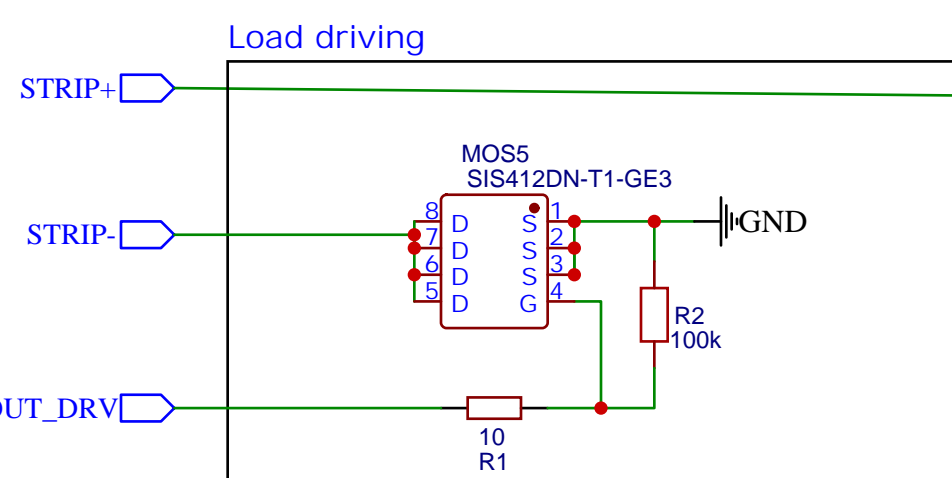 Load driving
STRIP+
MOS5
SIS412DN-T1-GE3
STRIP-
8 D S 1
7 D S 2
6 D S 3
5 D G 4
GND
R2
100k
OUT_DRV
10
R1